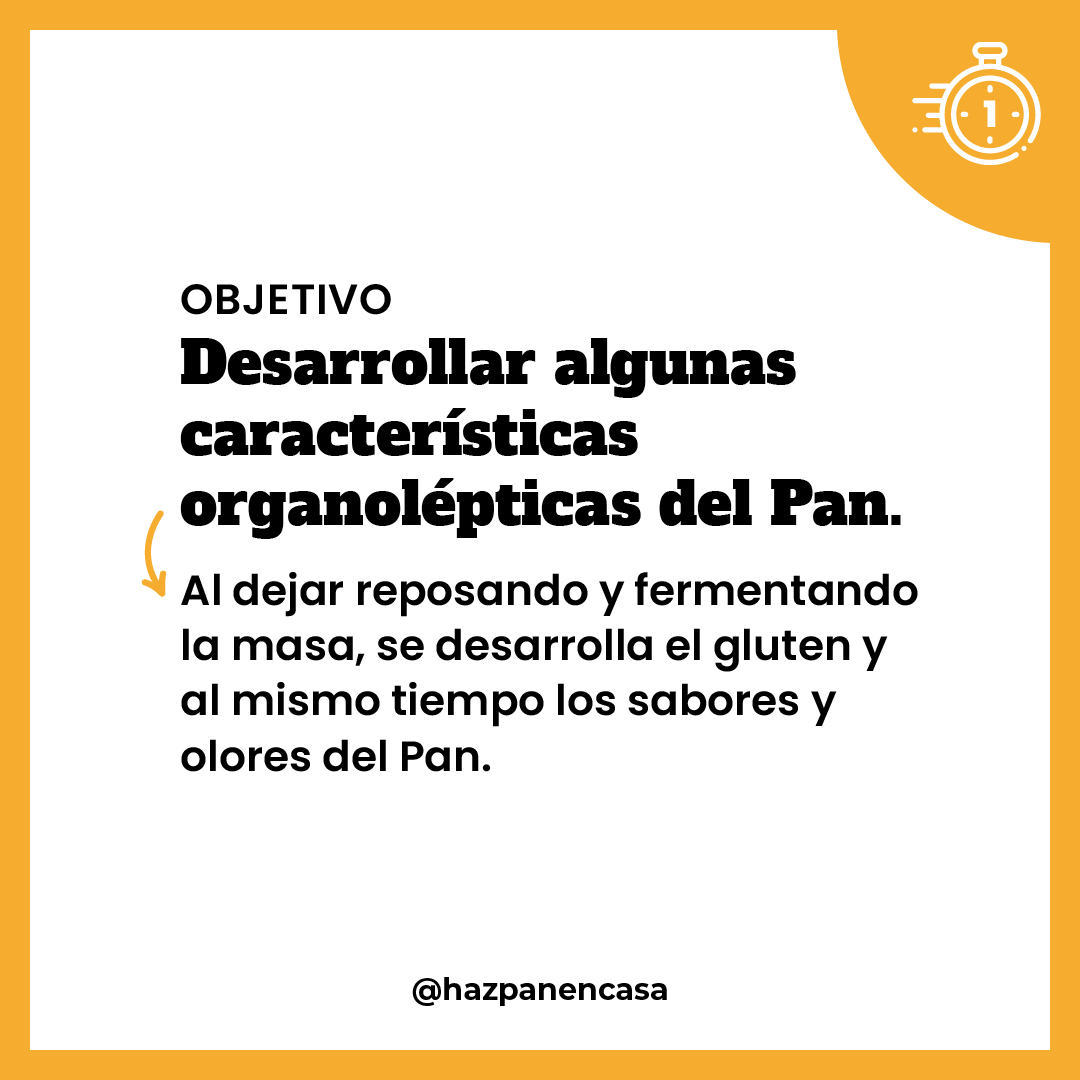 1
OBJETIVO
Desarrollar algunas
características
organolépticas del Pan.
Al dejar reposando y fermentando
la masa, se desarrolla el gluten y
al mismo tiempo los sabores y
olores del Pan.
@hazpanencasa